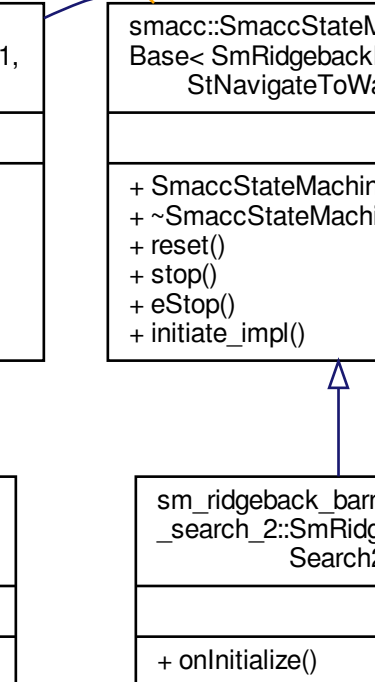 1,
smacc::SmaccStateM
Base< SmRidgeback
StNavigateToWa
+ SmaccStateMachin
+ ~SmaccStateMachi
+ reset()
+ stop()
+ eStop()
+ initiate_impl()
sm_ridgeback_barr
_search_2::SmRidg
Search2
+ onInitialize()